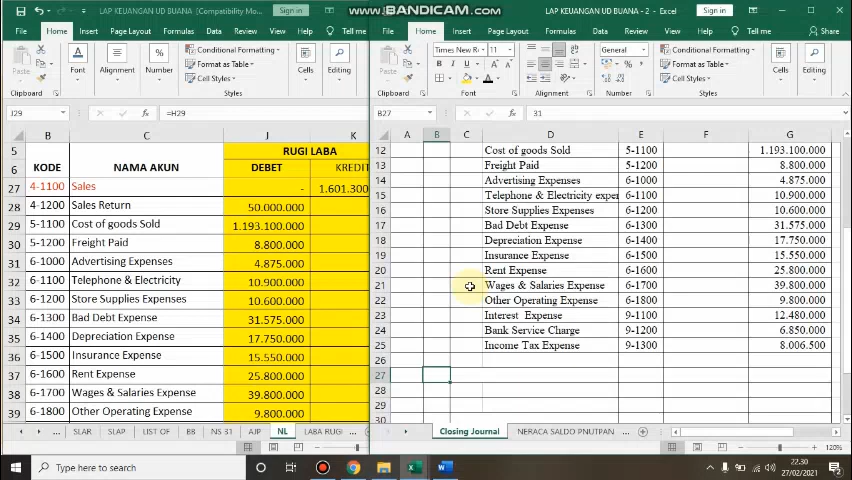 LAP KEUANGAN UD BUANA [Compatibility Mo... Sign in
www.BANDICAM.com
LAP KEUANGAN UD BUANA - 2 - Excel Sign in
File Home Insert Page Layout Formulas Data Review View Help Tell me
File Home Insert Page Layout Formulas Data Review View Help Tell me Share
Paste Font Alignment Number Conditional Formatting Format as Table Cell Styles Cells Editing
Clipboard Styles
Paste Times New R 11 General Conditional Formatting Format as Table Cell Styles Cells Editing
Clipboard Font Alignment Number Styles
J29 fx =H29
B27 fx 31
B C J K
5 RUGI LABA
6 KODE NAMA AKUN DEBET KREDIT
27 4-1100 Sales - 1.601.300
28 4-1200 Sales Return 50.000.000
29 5-1100 Cost of goods Sold 1.193.100.000
30 5-1200 Freight Paid 8.800.000
31 6-1000 Advertising Expenses 4.875.000
32 6-1100 Telephone & Electricity 10.900.000
33 6-1200 Store Supplies Expenses 10.600.000
34 6-1300 Bad Debt Expense 31.575.000
35 6-1400 Depreciation Expense 17.750.000
36 6-1500 Insurance Expense 15.550.000
37 6-1600 Rent Expense 25.800.000
38 6-1700 Wages & Salaries Expense 39.800.000
39 6-1800 Other Operating Expense 9.800.000
A B C D E F G
12 Cost of goods Sold 5-1100 1.193.100.000
13 Freight Paid 5-1200 8.800.000
14 Advertising Expenses 6-1000 4.875.000
15 Telephone & Electricity exper 6-1100 10.900.000
16 Store Supplies Expenses 6-1200 10.600.000
17 Bad Debt Expense 6-1300 31.575.000
18 Depreciation Expense 6-1400 17.750.000
19 Insurance Expense 6-1500 15.550.000
20 Rent Expense 6-1600 25.800.000
21 Wages & Salaries Expense 6-1700 39.800.000
22 Other Operating Expense 6-1800 9.800.000
23 Interest Expense 9-1100 12.480.000
24 Bank Service Charge 9-1200 6.850.000
25 Income Tax Expense 9-1300 8.006.500
26
27
28
29
30
... SLAR SLAP LIST OF BB NS 31 AJP NL LABA RUGI
Closing Journal NERACA SALDO PNUTPAN ...
100%
120%
Type here to search
22.30
27/02/2021